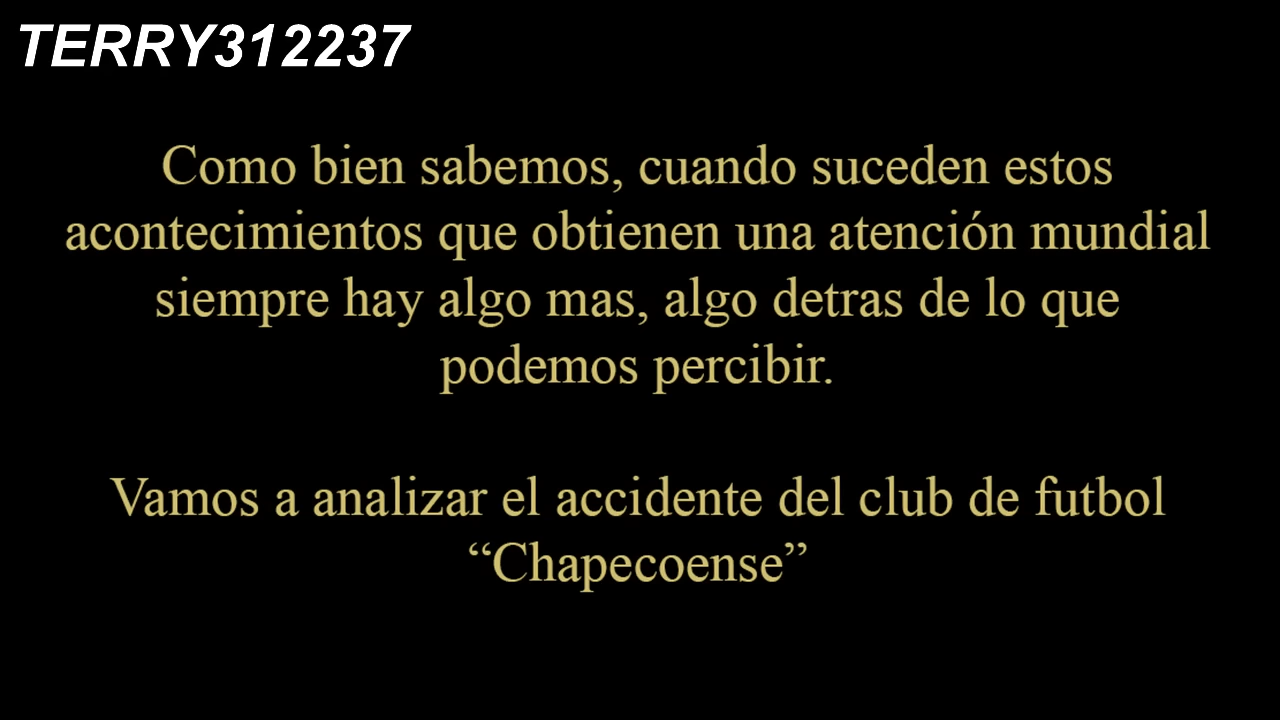 TERRY312237
Como bien sabemos, cuando suceden estos
acontecimientos que obtienen una atención mundial
siempre hay algo mas, algo detras de lo que
podemos percibir.
Vamos a analizar el accidente del club de futbol
“Chapecoense”